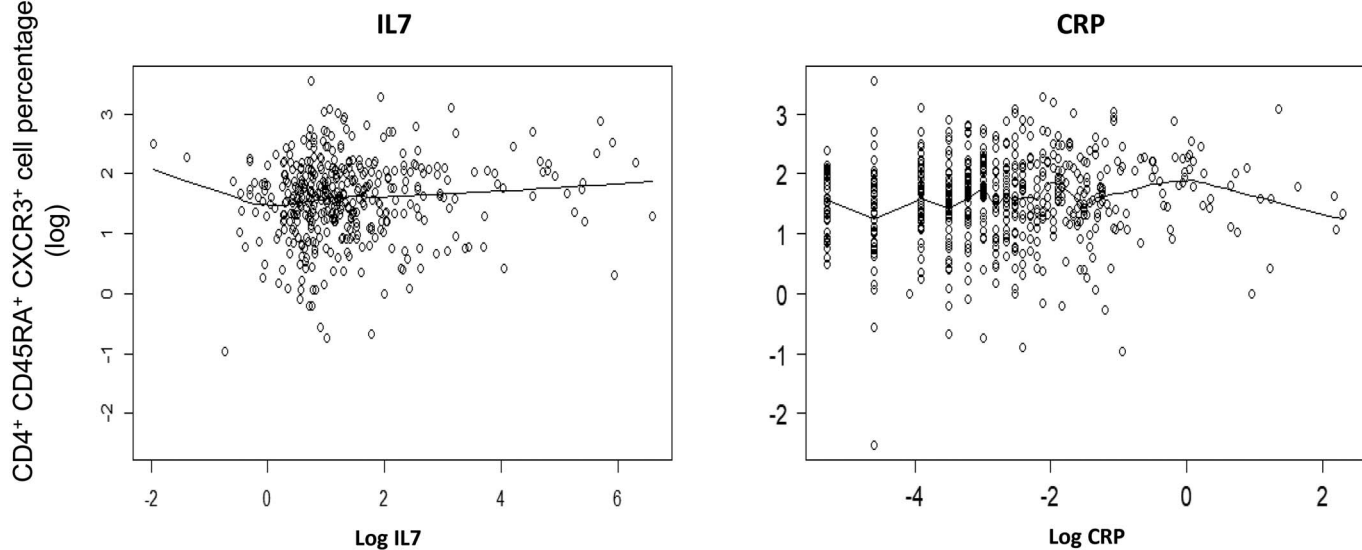 IL7
CRP
CD4⁺ CD45RA⁺ CXCR3⁺ cell percentage
(log)
3
2
1
0
-1
-2
-2 0 2 4 6
Log IL7
3
2
1
0
-1
-2
-4 -2 0 2
Log CRP